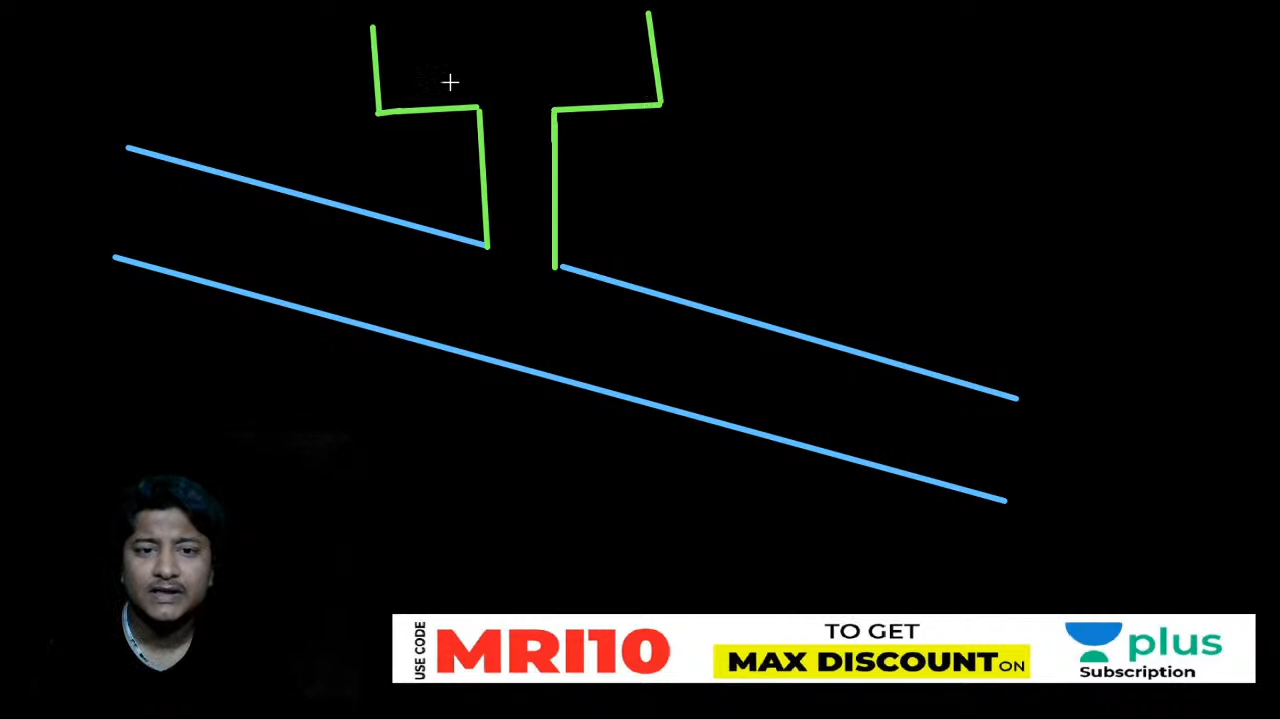 USE CODE
MRI10
TO GET
MAX DISCOUNT ON
plus
Subscription